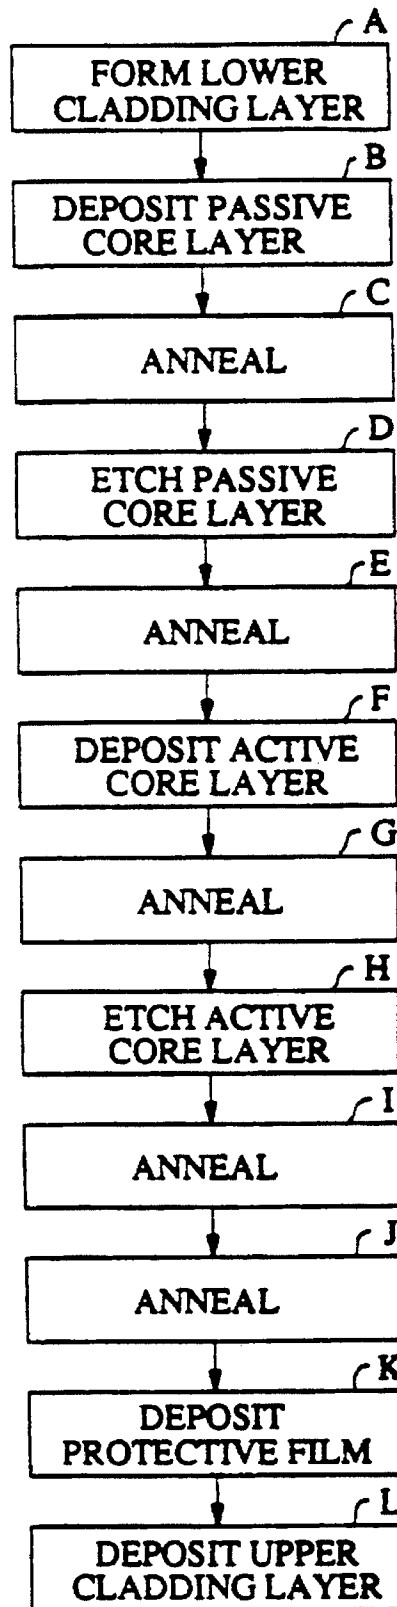 A
FORM LOWER
CLADDING LAYER
B
DEPOSIT PASSIVE
CORE LAYER
C
ANNEAL
D
ETCH PASSIVE
CORE LAYER
E
ANNEAL
F
DEPOSIT ACTIVE
CORE LAYER
G
ANNEAL
H
ETCH ACTIVE
CORE LAYER
I
ANNEAL
J
ANNEAL
K
DEPOSIT
PROTECTIVE FILM
L
DEPOSIT UPPER
CLADDING LAYER